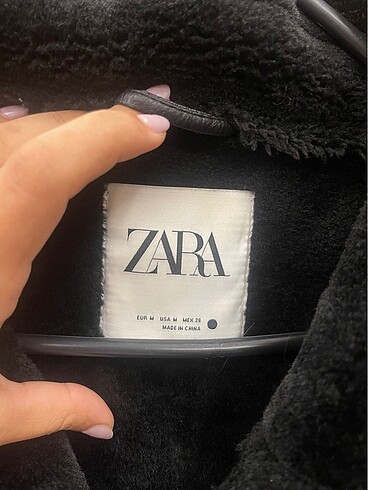 ZARA
EUR M USA M MEX 28
MADE IN CHINA